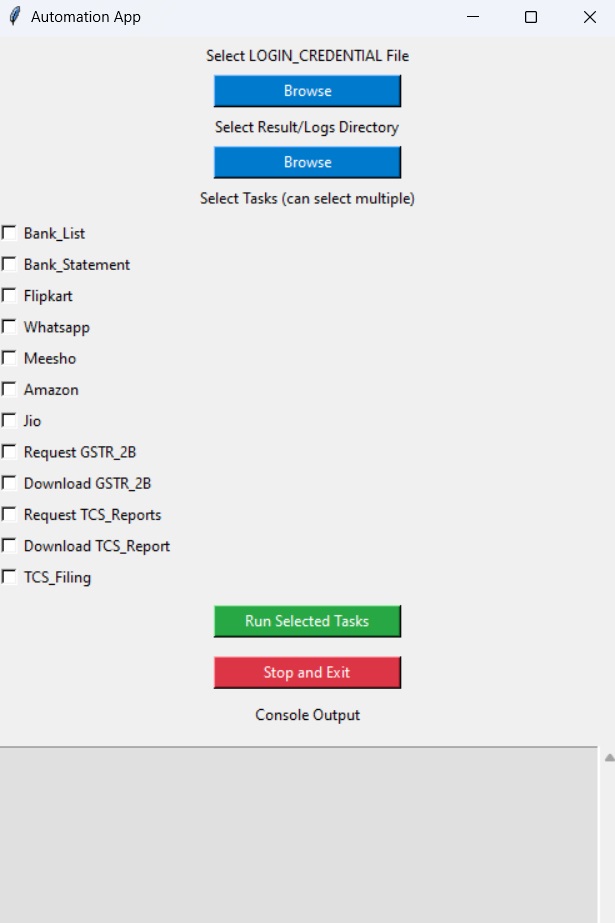 Automation App
Select LOGIN_CREDENTIAL File
Browse
Select Result/Logs Directory
Browse
Select Tasks (can select multiple)
Bank_List
Bank_Statement
Flipkart
Whatsapp
Meesho
Amazon
Jio
Request GSTR_2B
Download GSTR_2B
Request TCS_Reports
Download TCS_Report
TCS_Filing
Run Selected Tasks
Stop and Exit
Console Output